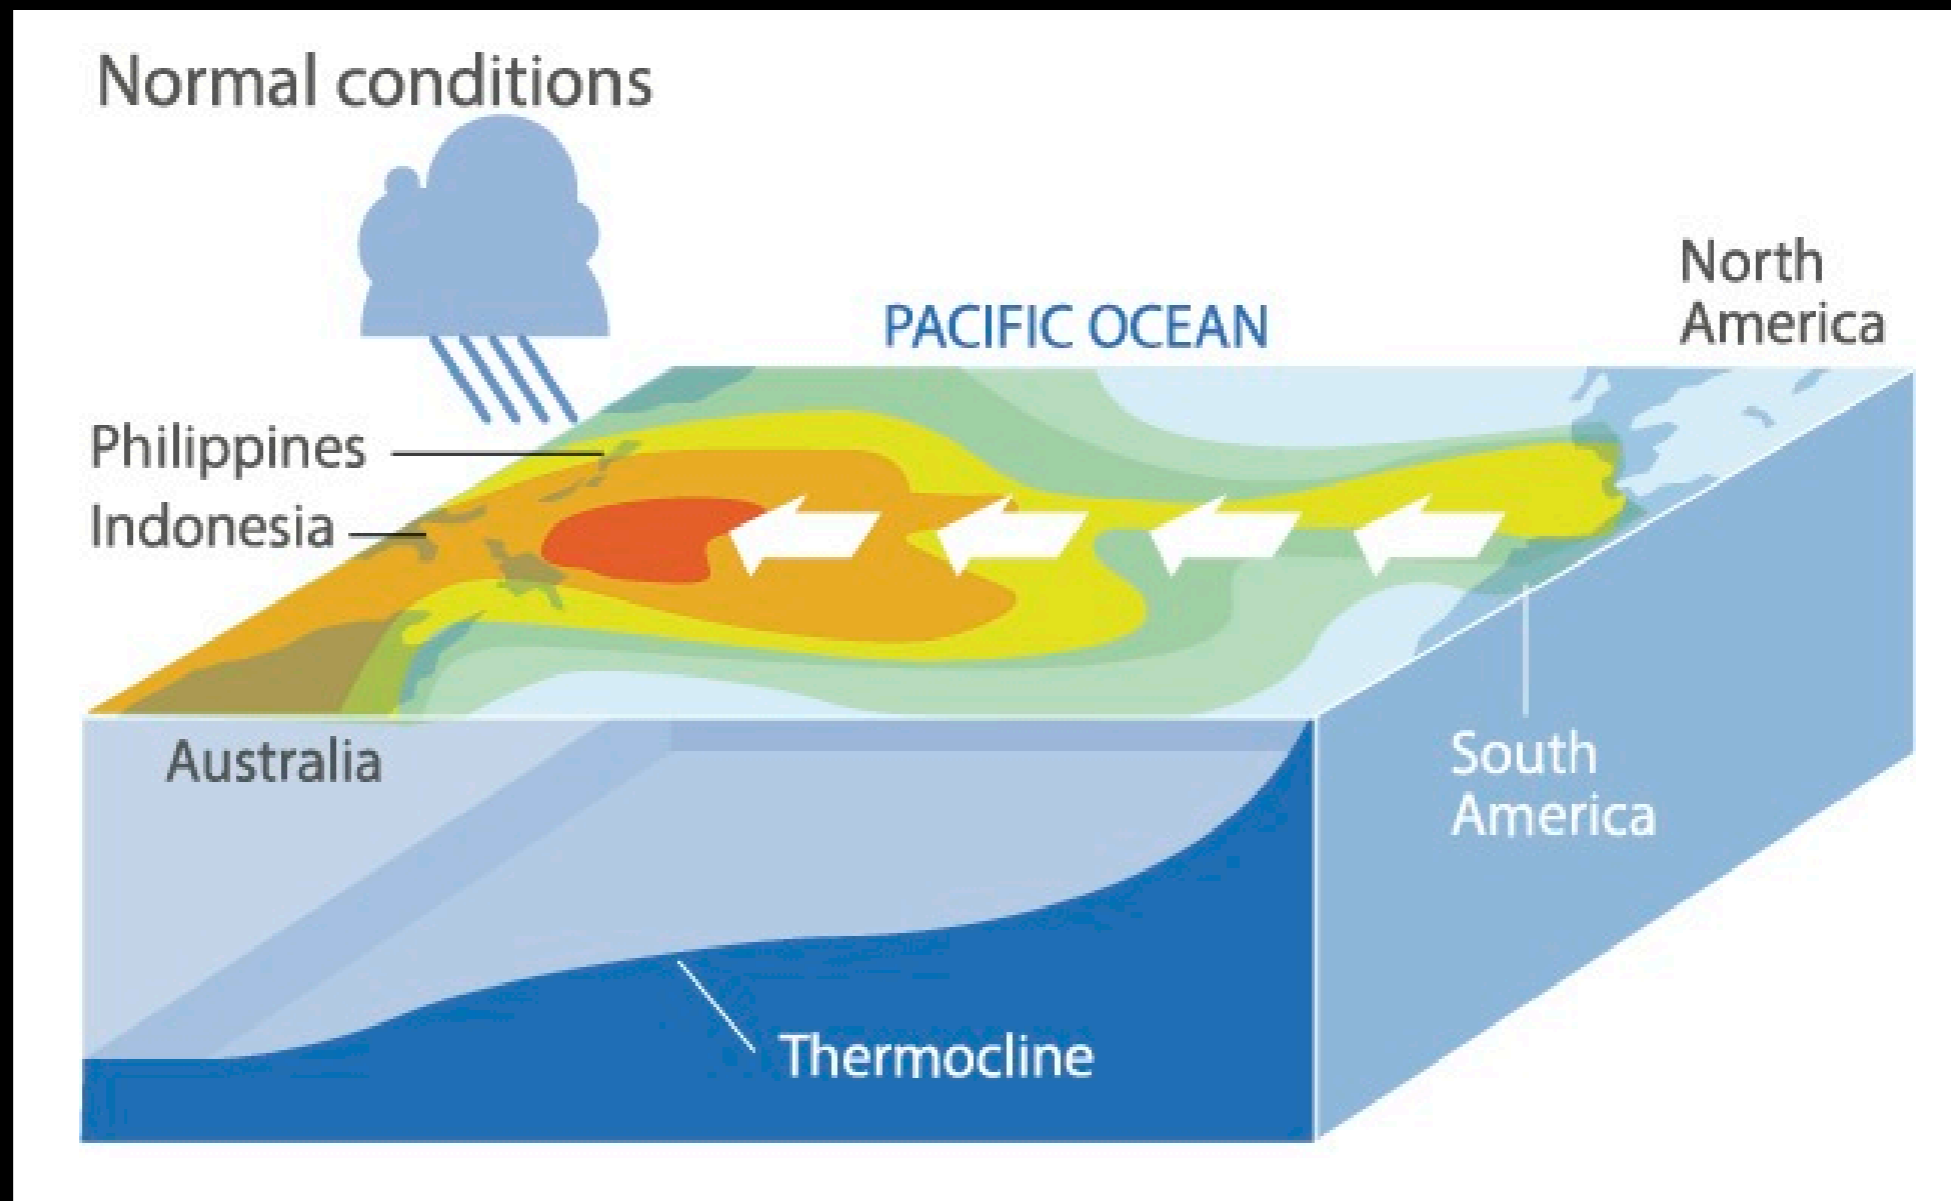 Normal conditions
PACIFIC OCEAN
North
America
Philippines
Indonesia
Australia
South
America
Thermocline